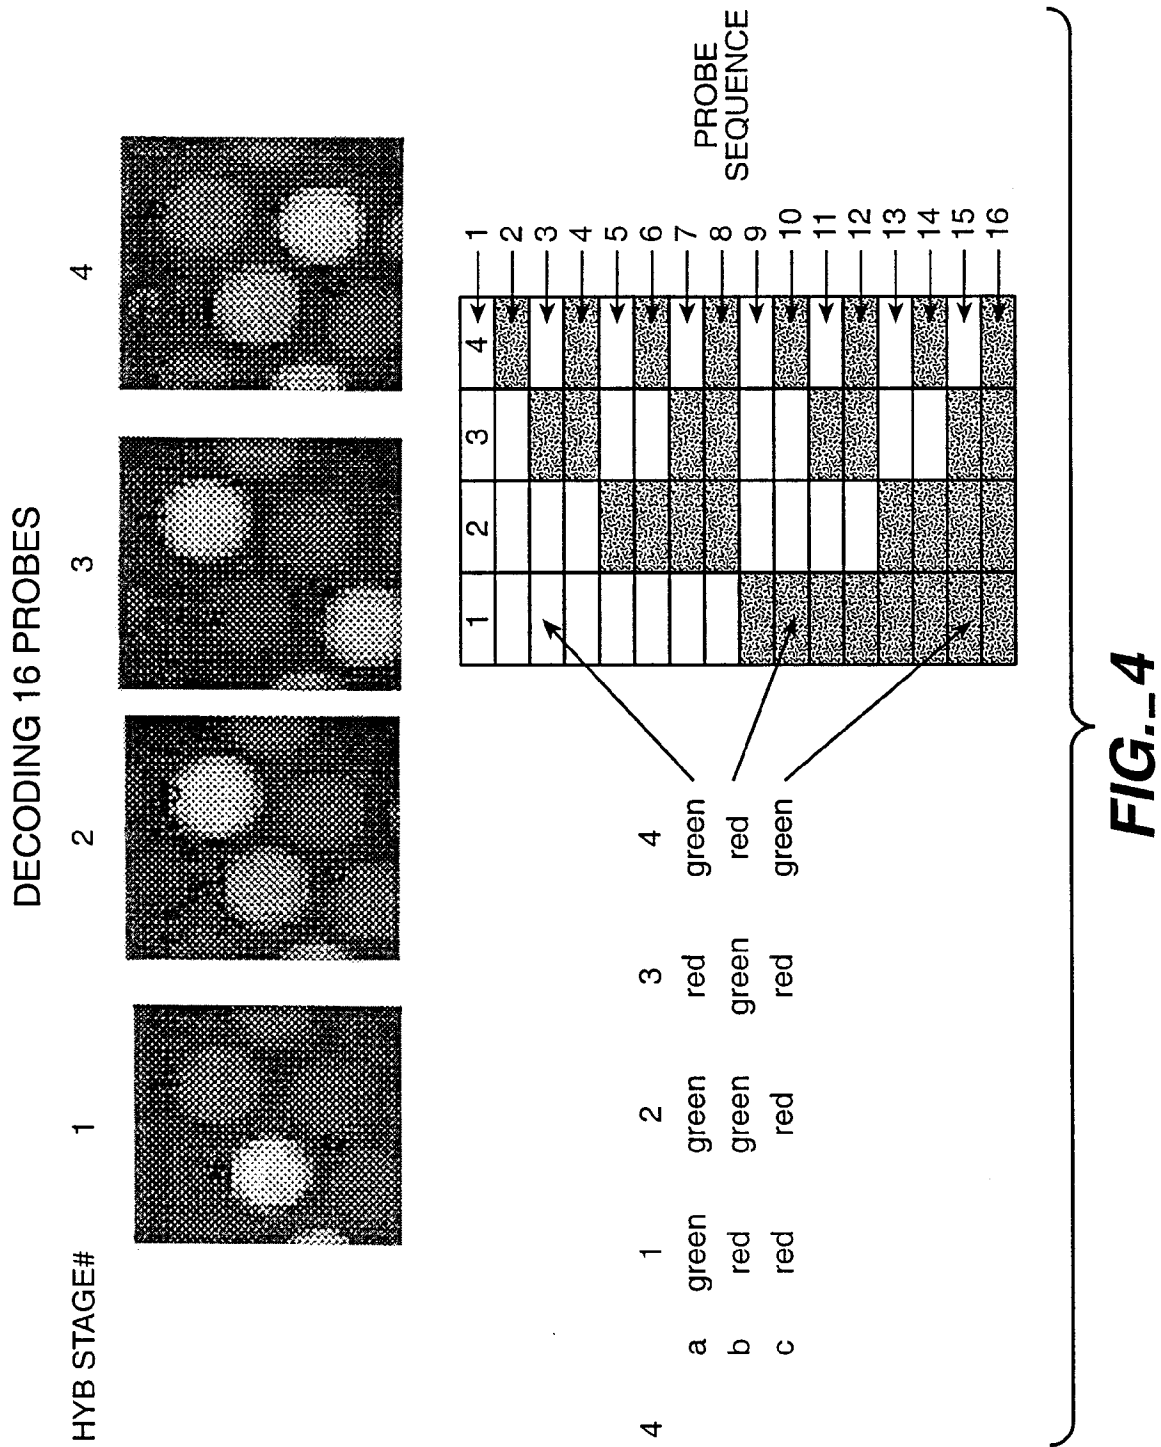 DECODING 16 PROBES
HYB STAGE# 1 2 3 4
4 1 2 3 4
a green green red green
b red green green red
c red red red green
1 2 3 4
1
2
3
4
5
6
7
8
9
10
11
12
13
14
15
16
PROBE
SEQUENCE
FIG._4